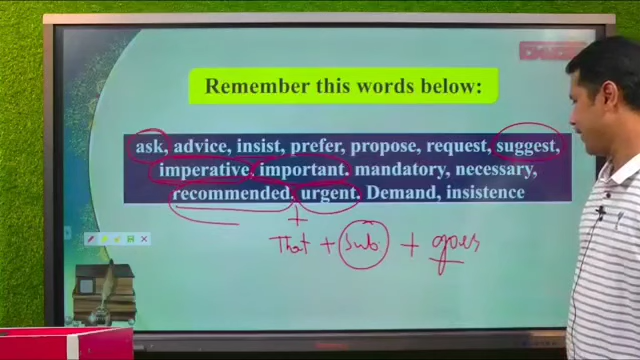 Remember this words below:
ask, advice, insist, prefer, propose, request, suggest,
imperative, important. mandatory, necessary,
recommended. urgent. Demand, insistence
+
That + Sub. + goes